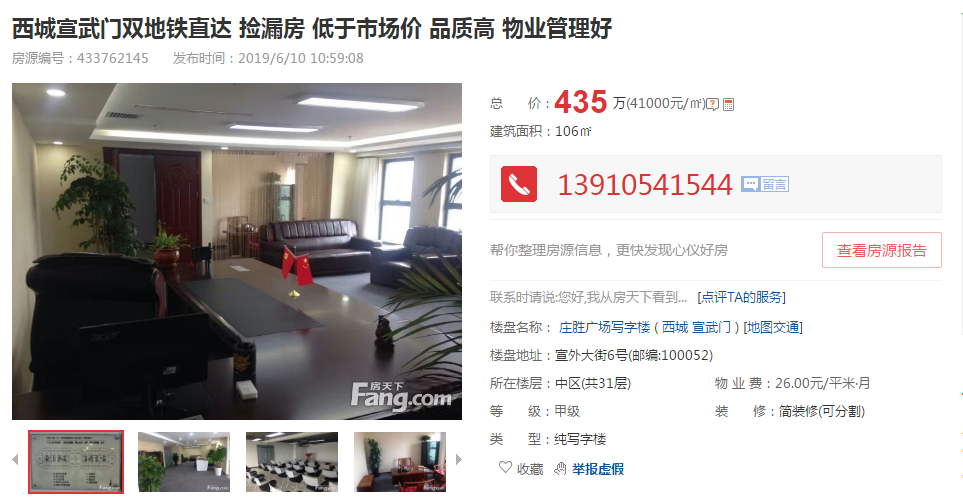 西城宣武门双地铁直达 捡漏房 低于市场价 品质高 物业管理好
房源编号：433762145 发布时间：2019/6/10 10:59:08
总 价：435 万(41000元/㎡)
建筑面积：106㎡
13910541544 留言
帮你整理房源信息，更快发现心仪好房 查看房源报告
联系时请说:您好,我从房天下看到... [点评TA的服务]
楼盘名称： 庄胜广场写字楼 ( 西城 宣武门 ) [地图交通]
楼盘地址：宣外大街6号(邮编:100052)
所在楼层：中区(共31层) 物 业 费：26.00元/平米·月
等 级：甲级 装 修：简装修(可分割)
类 型：纯写字楼
收藏 举报虚假
acer
房天下
Fang.com
Fang.com
Fang.com
Fang.com